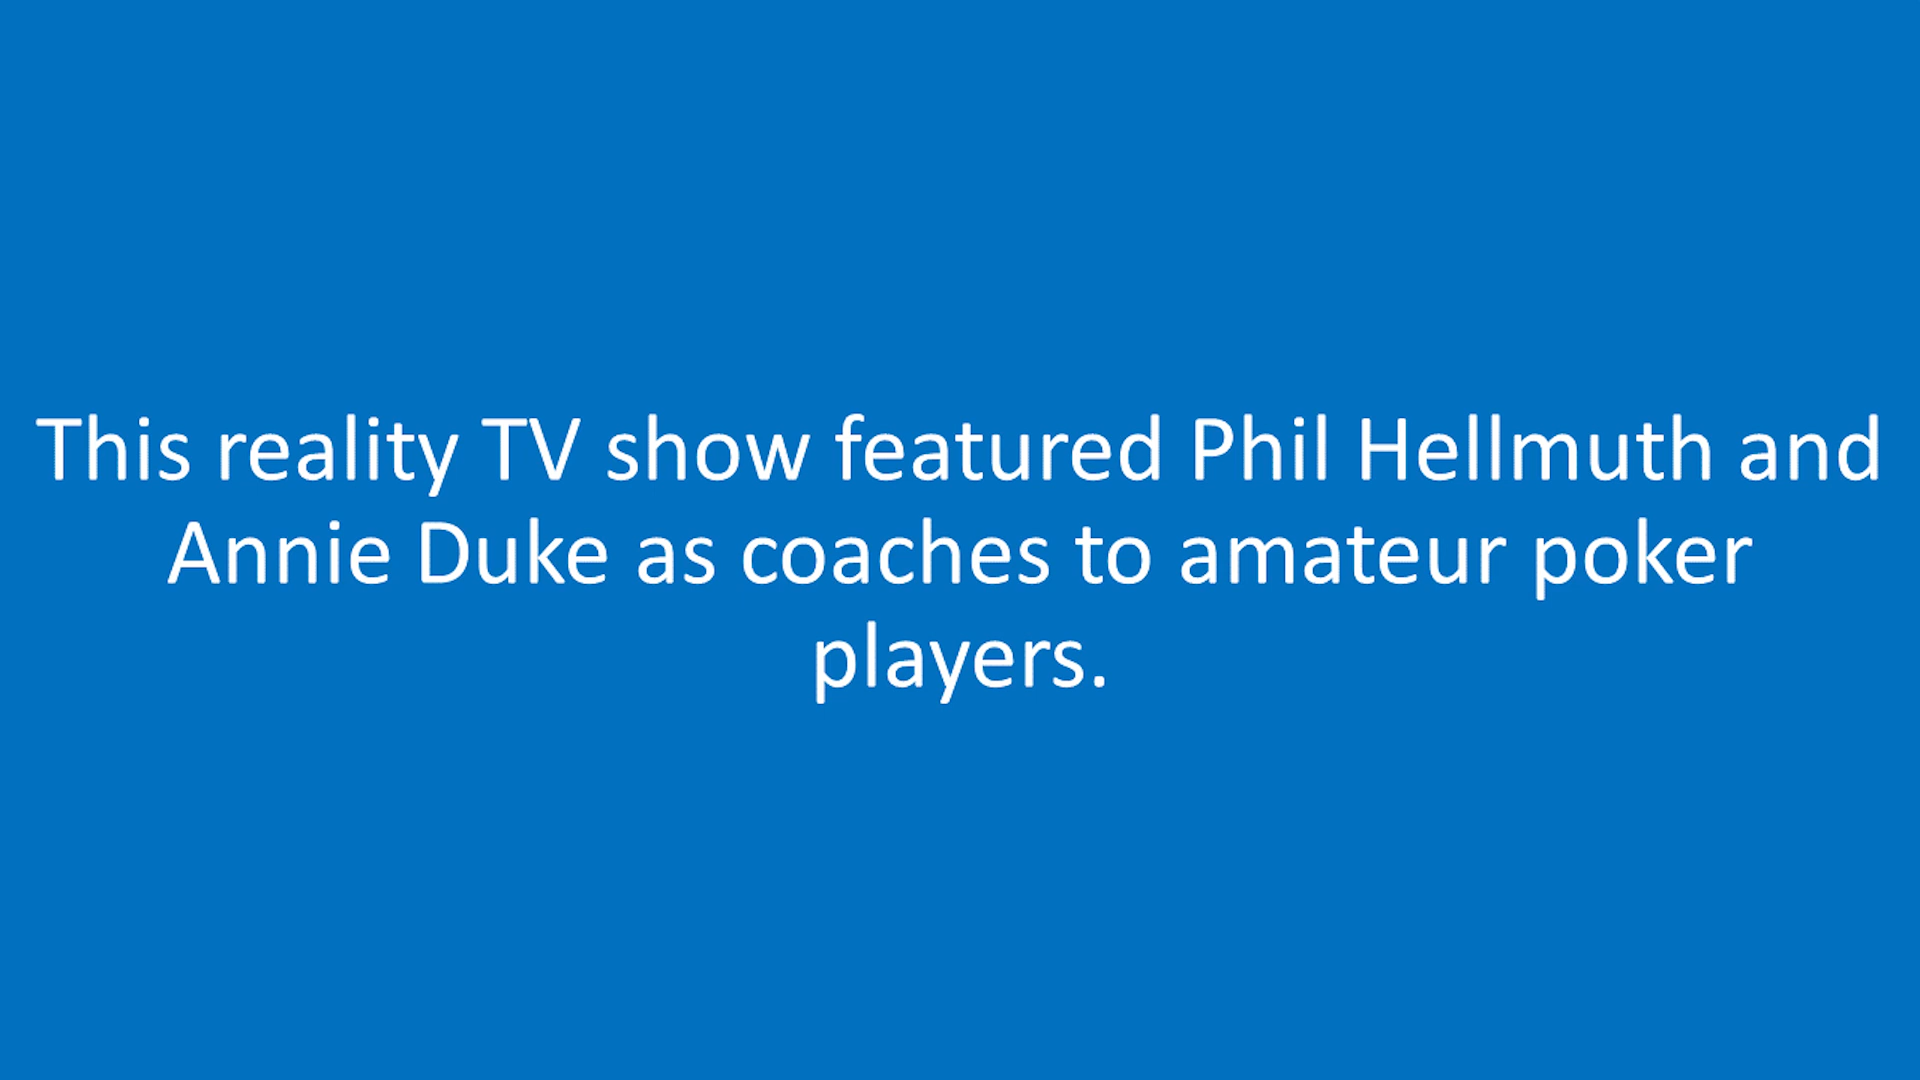 This reality TV show featured Phil Hellmuth and
Annie Duke as coaches to amateur poker
players.